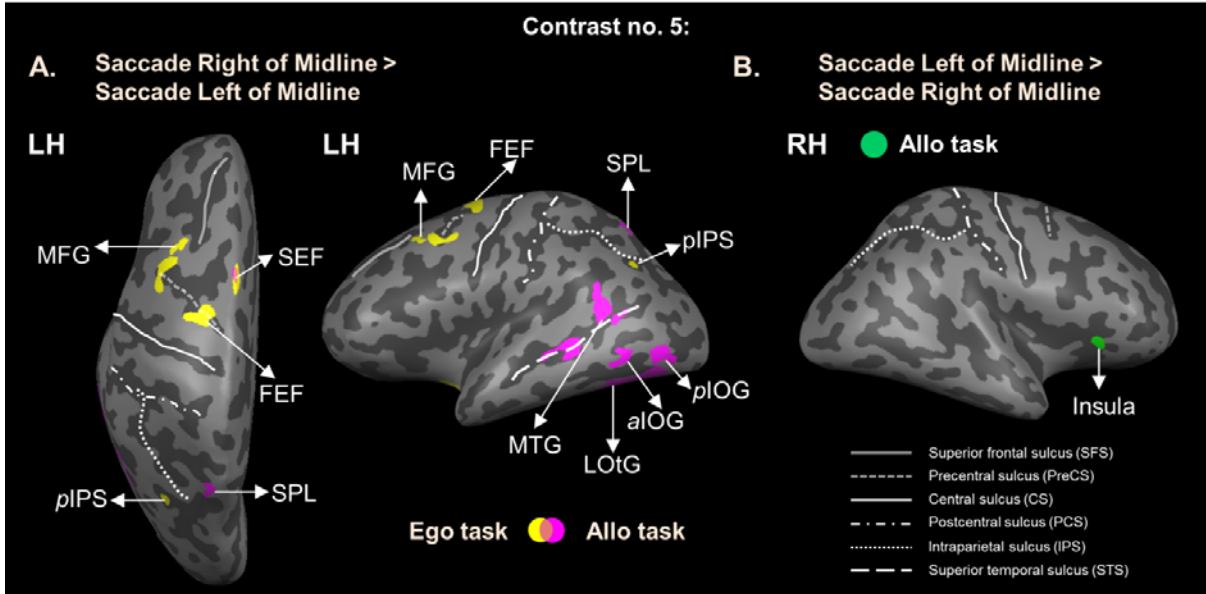 Contrast no. 5:
A. Saccade Right of Midline >
Saccade Left of Midline
B. Saccade Left of Midline >
Saccade Right of Midline
LH
MFG
SEF
FEF
pIPS
SPL
LH
MFG
FEF
SPL
pIPS
MTG
LOtG
aIOG
pIOG
Ego task
Allo task
RH
Allo task
Insula
Superior frontal sulcus (SFS)
Precentral sulcus (PreCS)
Central sulcus (CS)
Postcentral sulcus (PCS)
Intraparietal sulcus (IPS)
Superior temporal sulcus (STS)